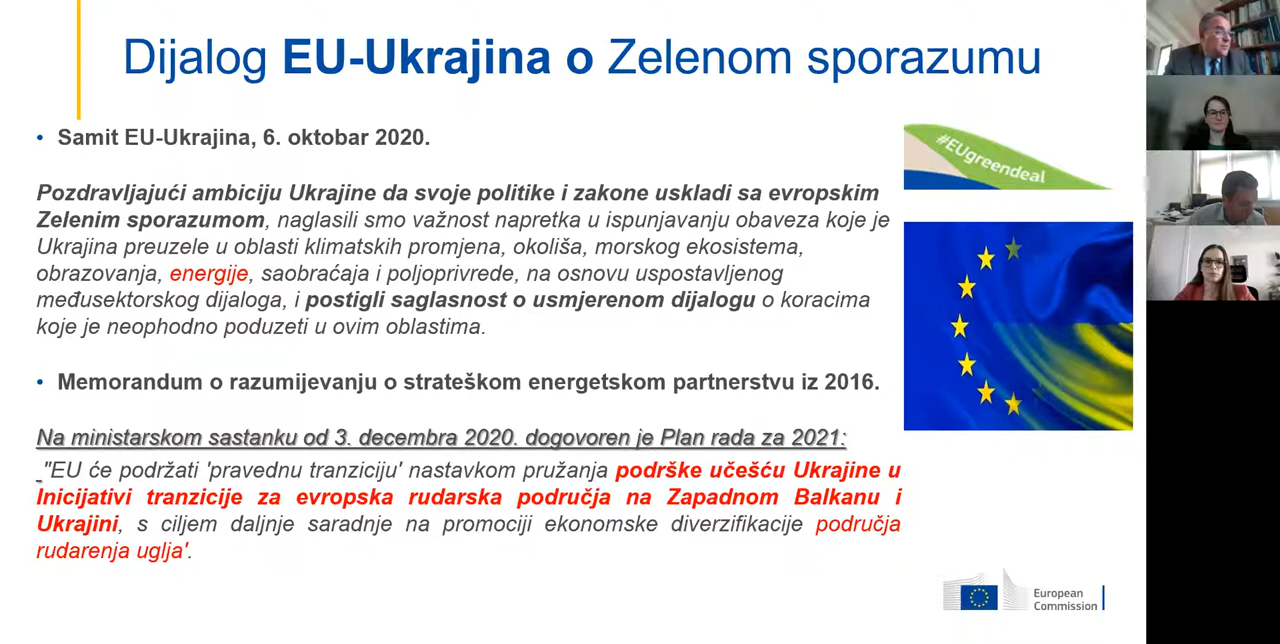 Dijalog EU-Ukrajina o Zelenom sporazumu
• Samit EU-Ukrajina, 6. oktobar 2020.
Pozdravljajući ambiciju Ukrajine da svoje politike i zakone uskladi sa evropskim
Zelenim sporazumom, naglasili smo važnost napretka u ispunjavanju obaveza koje je
Ukrajina preuzele u oblasti klimatskih promjena, okoliša, morskog ekosistema,
obrazovanja, energije, saobraćaja i poljoprivrede, na osnovu uspostavljenog
međusektorskog dijaloga, i postigli saglasnost o usmjerenom dijalogu o koracima
koje je neophodno poduzeti u ovim oblastima.
• Memorandum o razumijevanju o strateškom energetskom partnerstvu iz 2016.
Na ministarskom sastanku od 3. decembra 2020. dogovoren je Plan rada za 2021:
"EU će podržati 'pravednu tranziciju' nastavkom pružanja podrške učešću Ukrajine u
Inicijativi tranzicije za evropska rudarska područja na Zapadnom Balkanu i
Ukrajini, s ciljem daljnje saradnje na promociji ekonomske diverzifikacije područja
rudarenja uglja'.
#EUgreendeal
European
Commission